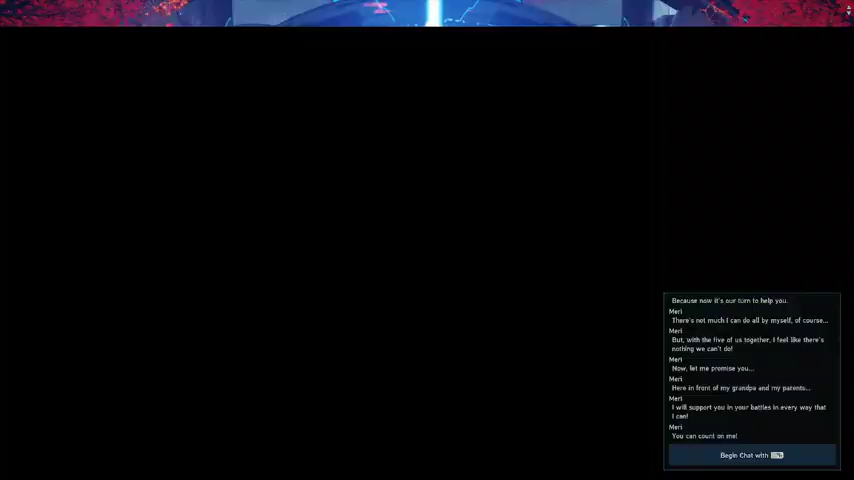 Because now it's our turn to help you.
Meri
There's not much I can do all by myself, of course...
Meri
But, with the five of us together, I feel like there's
nothing we can't do!
Meri
Now, let me promise you...
Meri
Here in front of my grandpa and my parents...
Meri
I will support you in your battles in every way that
I can!
Meri
You can count on me!
Begin Chat with